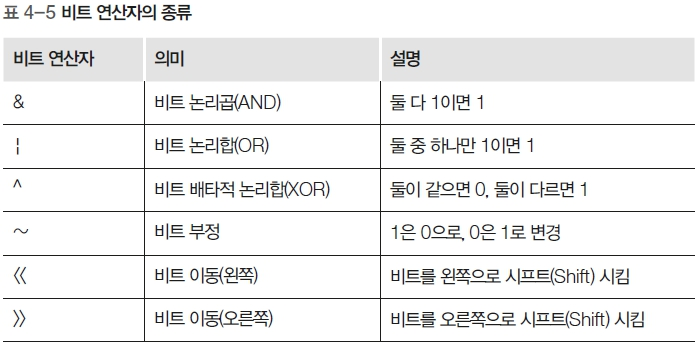 표 4-5 비트 연산자의 종류
비트 연산자 의미 설명
& 비트 논리곱(AND) 둘 다 1이면 1
¦ 비트 논리합(OR) 둘 중 하나만 1이면 1
^ 비트 배타적 논리합(XOR) 둘이 같으면 0, 둘이 다르면 1
~ 비트 부정 1은 0으로, 0은 1로 변경
《 비트 이동(왼쪽) 비트를 왼쪽으로 시프트(Shift) 시킴
》 비트 이동(오른쪽) 비트를 오른쪽으로 시프트(Shift) 시킴